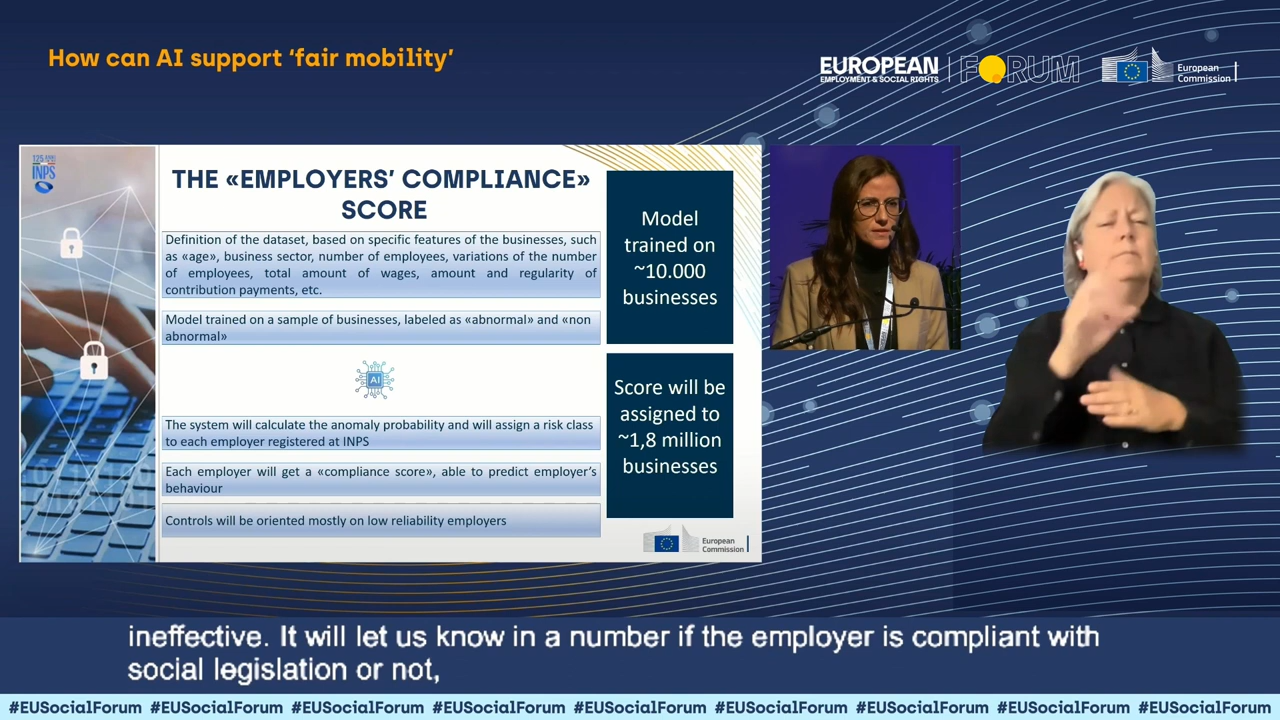 How can AI support ‘fair mobility’
EUROPEAN
EMPLOYMENT & SOCIAL RIGHTS
FORUM
European
Commission
INPS
THE «EMPLOYERS’ COMPLIANCE»
SCORE
Definition of the dataset, based on specific features of the businesses, such
as «age», business sector, number of employees, variations of the number
of employees, total amount of wages, amount and regularity of
contribution payments, etc.
Model trained on a sample of businesses, labeled as «abnormal» and «non
abnormal»
AI
The system will calculate the anomaly probability and will assign a risk class
to each employer registered at INPS
Each employer will get a «compliance score», able to predict employer’s
behaviour
Controls will be oriented mostly on low reliability employers
Model
trained on
~10.000
businesses
Score will be
assigned to
~1,8 million
businesses
European
Commission
ineffective. It will let us know in a number if the employer is compliant with
social legislation or not,
#EUSocialForum #EUSocialForum #EUSocialForum #EUSocialForum #EUSocialForum #EUSocialForum #EUSocialForum #EUSocialForum #EUSocialForum